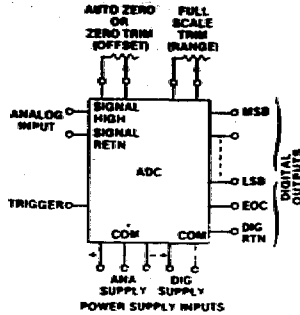 AUTO ZERO
OR
ZERO TRIM
(OFFSET)
FULL
SCALE
TRIM
(RANGE)
ANALOG
INPUT
SIGNAL
HIGH
SIGNAL
RETN
ADC
TRIGGER
COM
COM
MSB
LSB
EOC
DIG
RTN
DIGITAL
OUTPUTS
ANA
SUPPLY
DIG
SUPPLY
POWER SUPPLY INPUTS